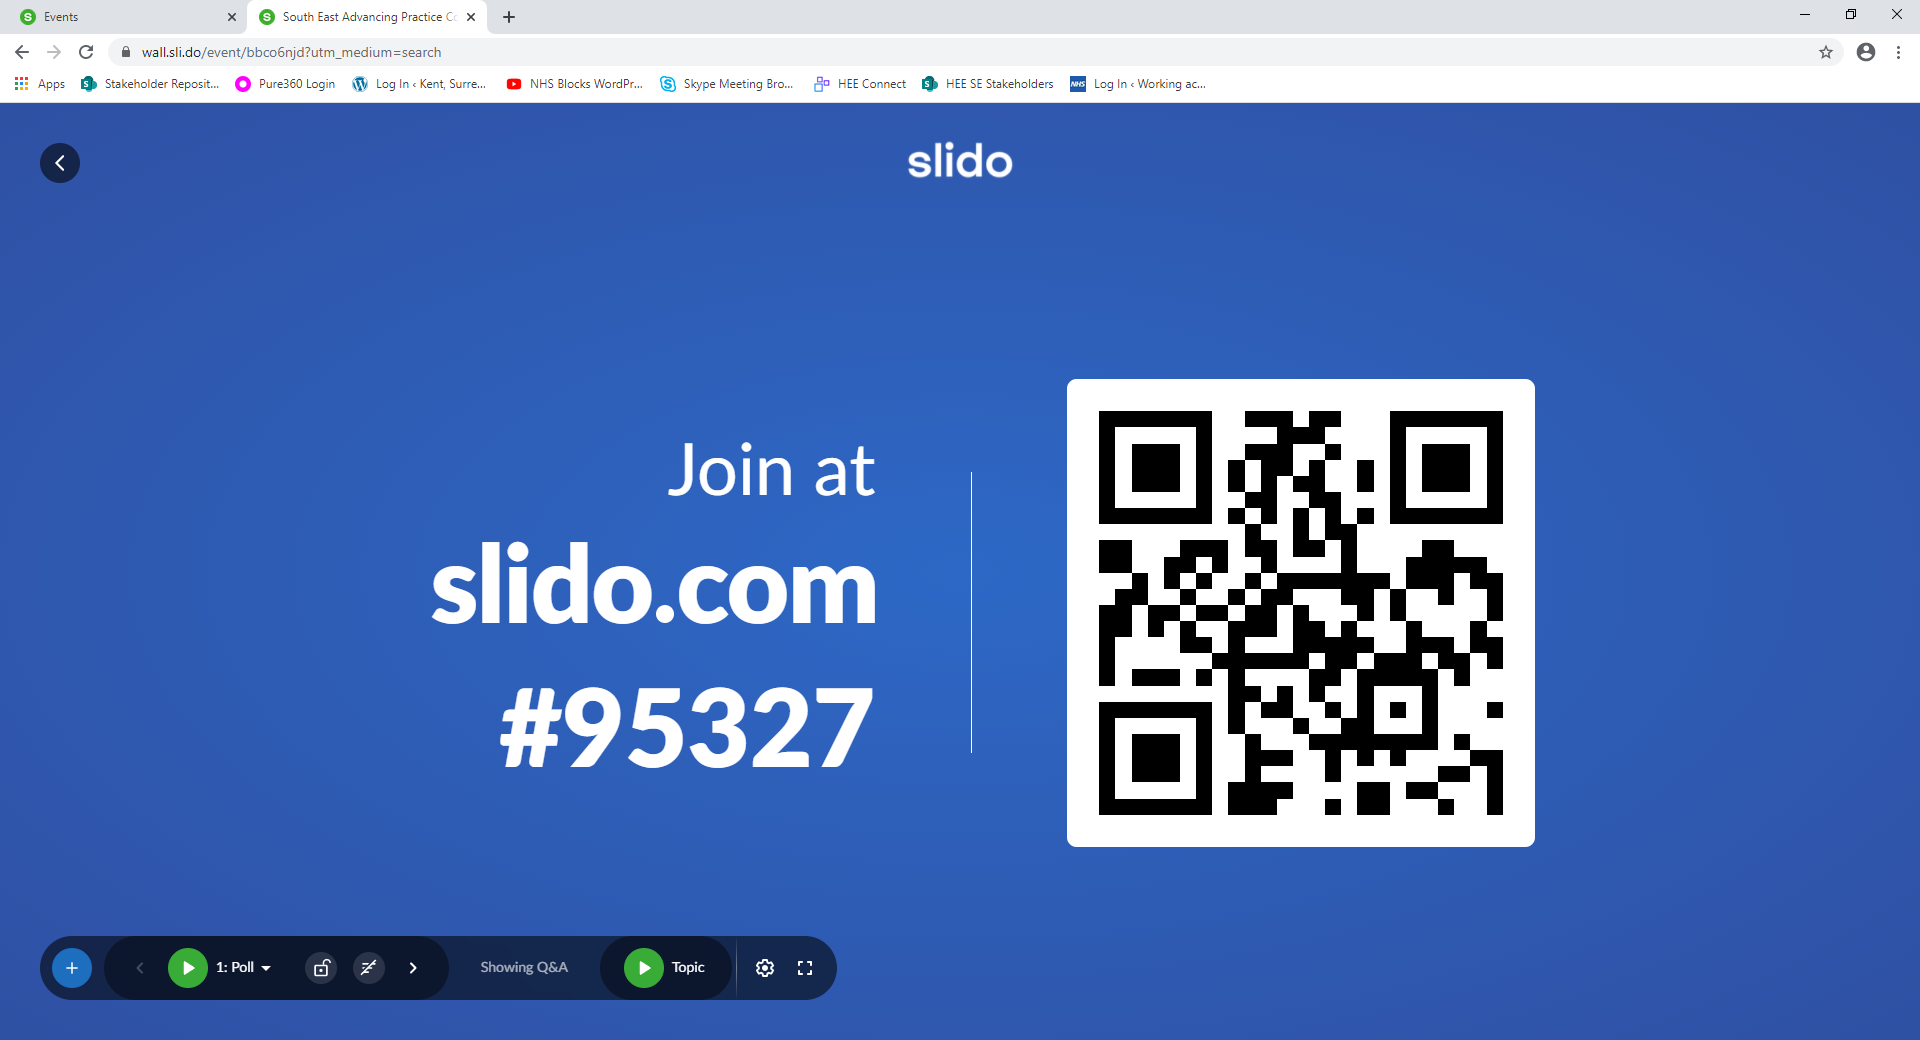 Events
South East Advancing Practice Co
wall.sli.do/event/bbco6njd?utm_medium=search
Apps
Stakeholder Reposit...
Pure360 Login
Log In ‹ Kent, Surre...
NHS Blocks WordPr...
Skype Meeting Bro...
HEE Connect
HEE SE Stakeholders
NHS
Log In ‹ Working ac...
slido
Join at
slido.com
#95327
1: Poll
Showing Q&A
Topic